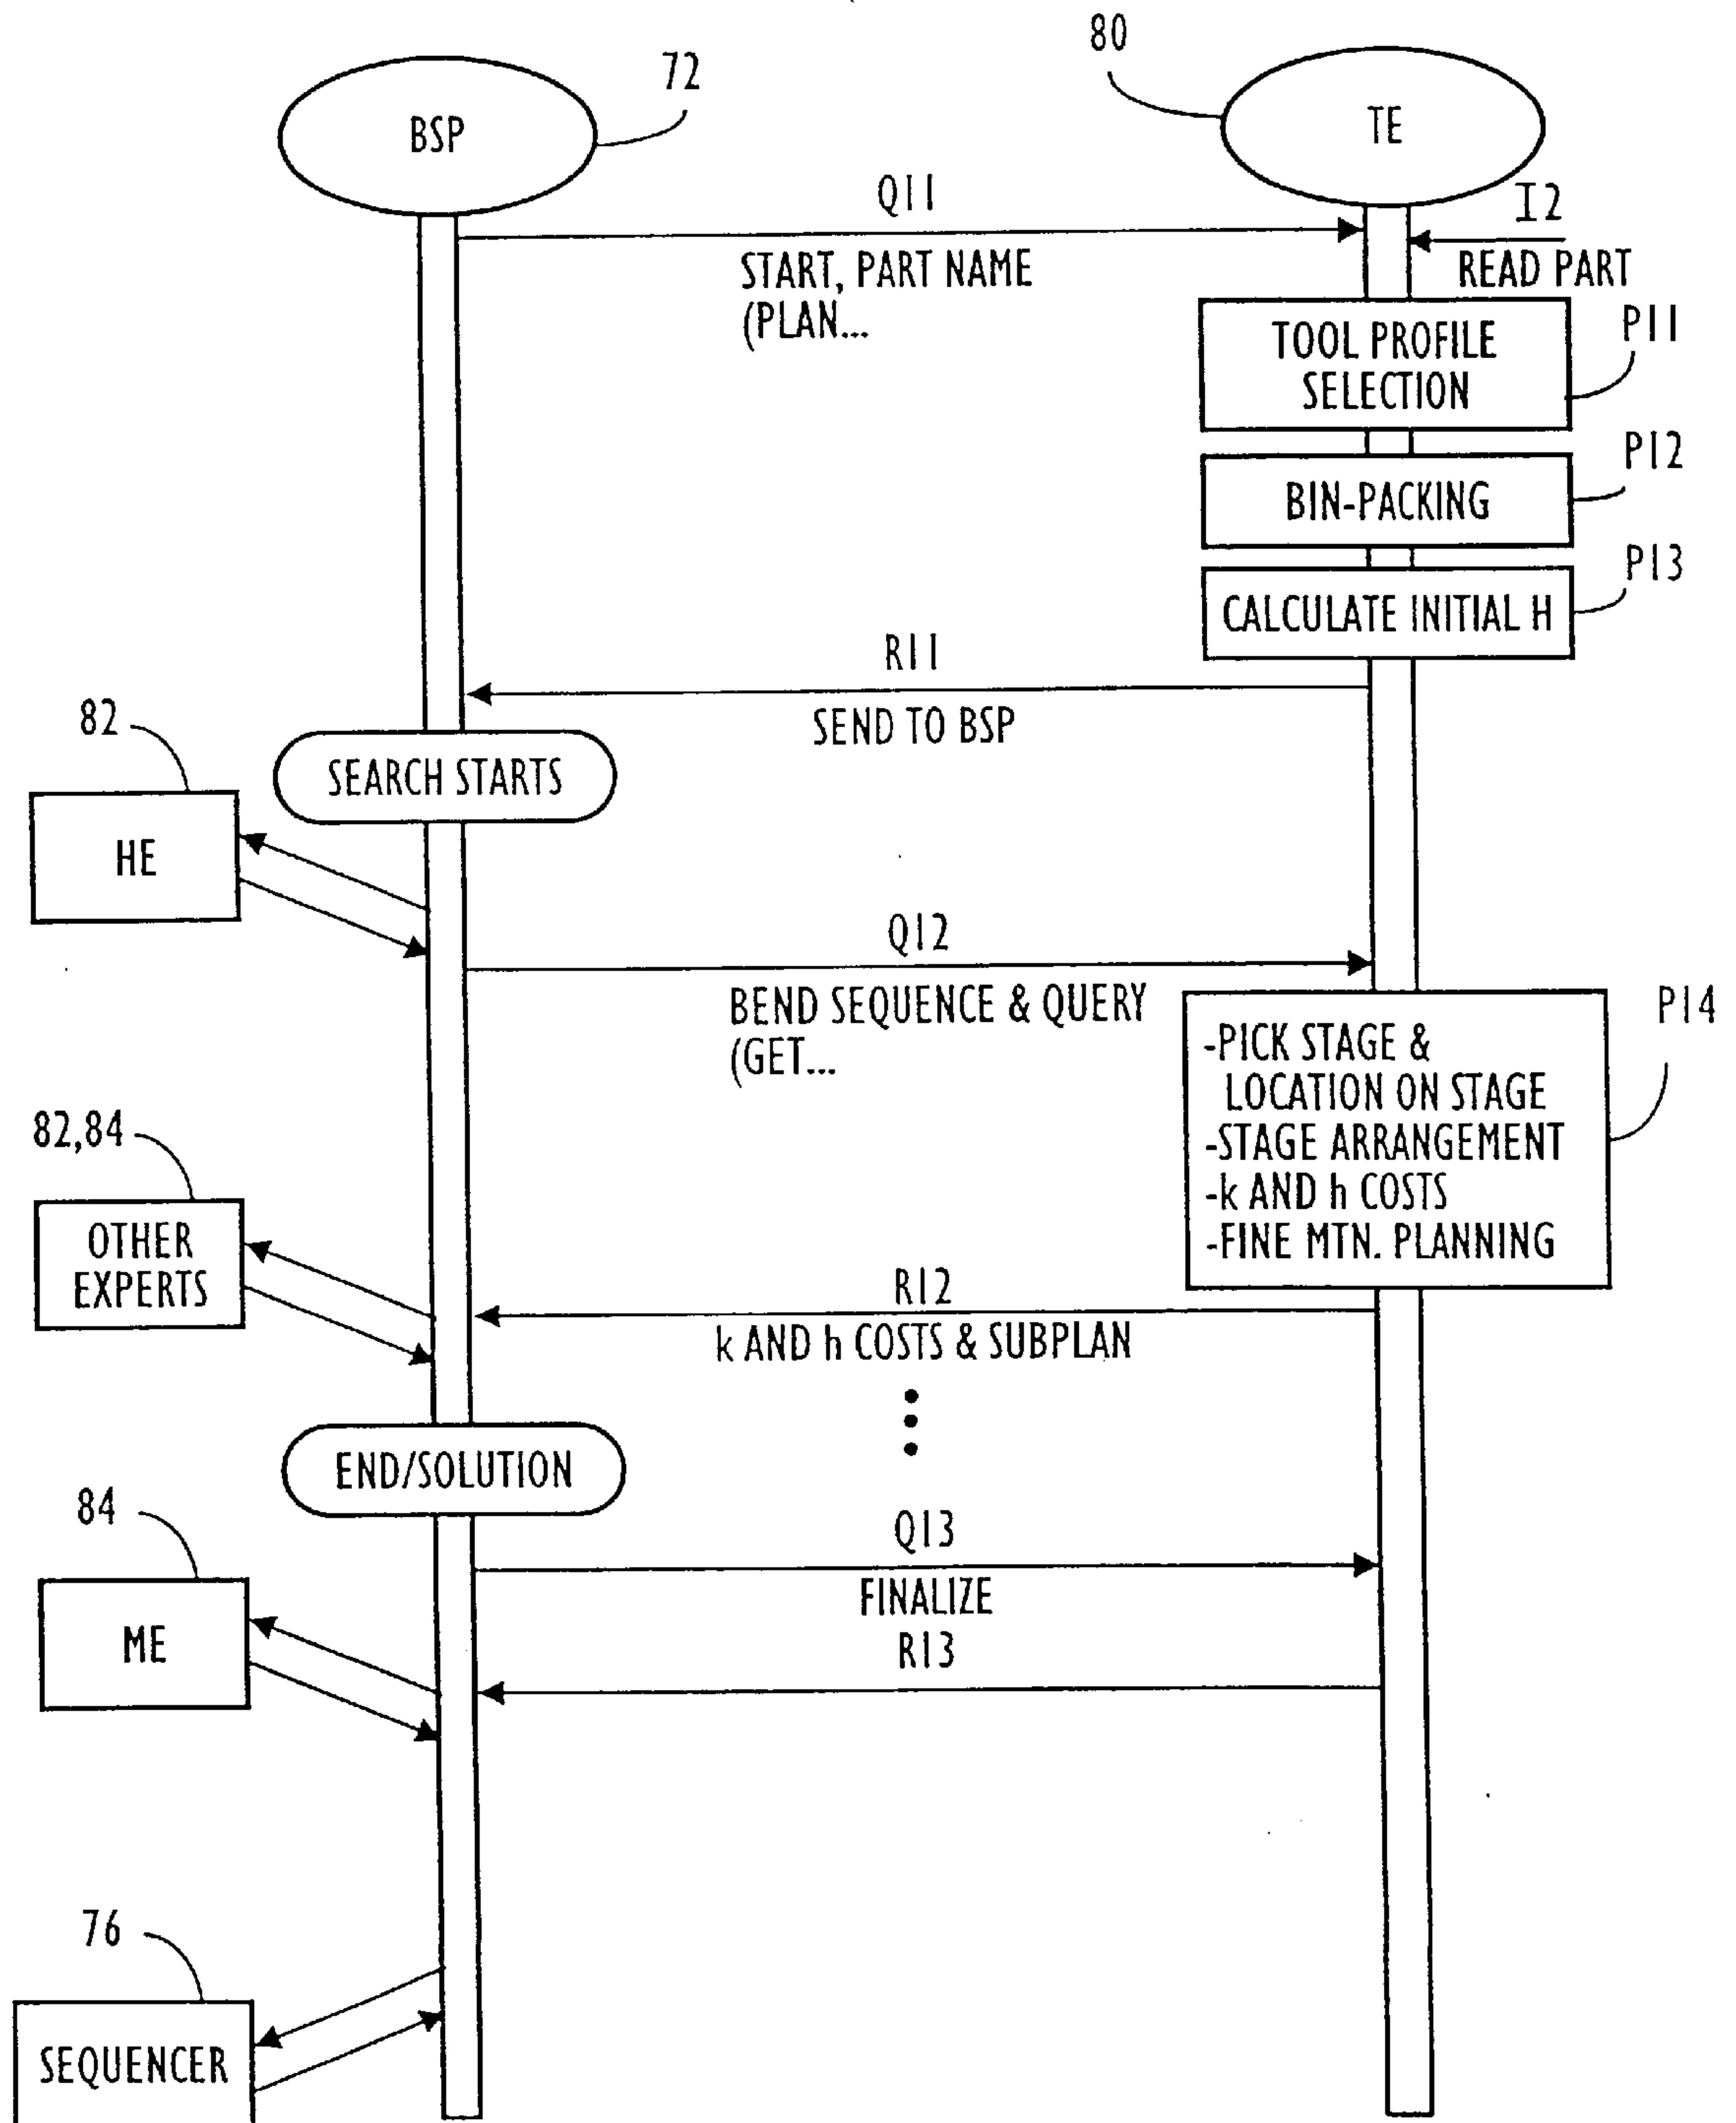 80
72
BSP
TE
Q11
I2
START, PART NAME
(PLAN...
READ PART
TOOL PROFILE
SELECTION
P11
BIN-PACKING
P12
CALCULATE INITIAL H
P13
R11
SEND TO BSP
SEARCH STARTS
82
HE
Q12
BEND SEQUENCE & QUERY
(GET...
P14
-PICK STAGE &
LOCATION ON STAGE
-STAGE ARRANGEMENT
-k AND h COSTS
-FINE MTN. PLANNING
82,84
OTHER
EXPERTS
R12
k AND h COSTS & SUBPLAN
END/SOLUTION
84
ME
Q13
FINALIZE
R13
76
SEQUENCER